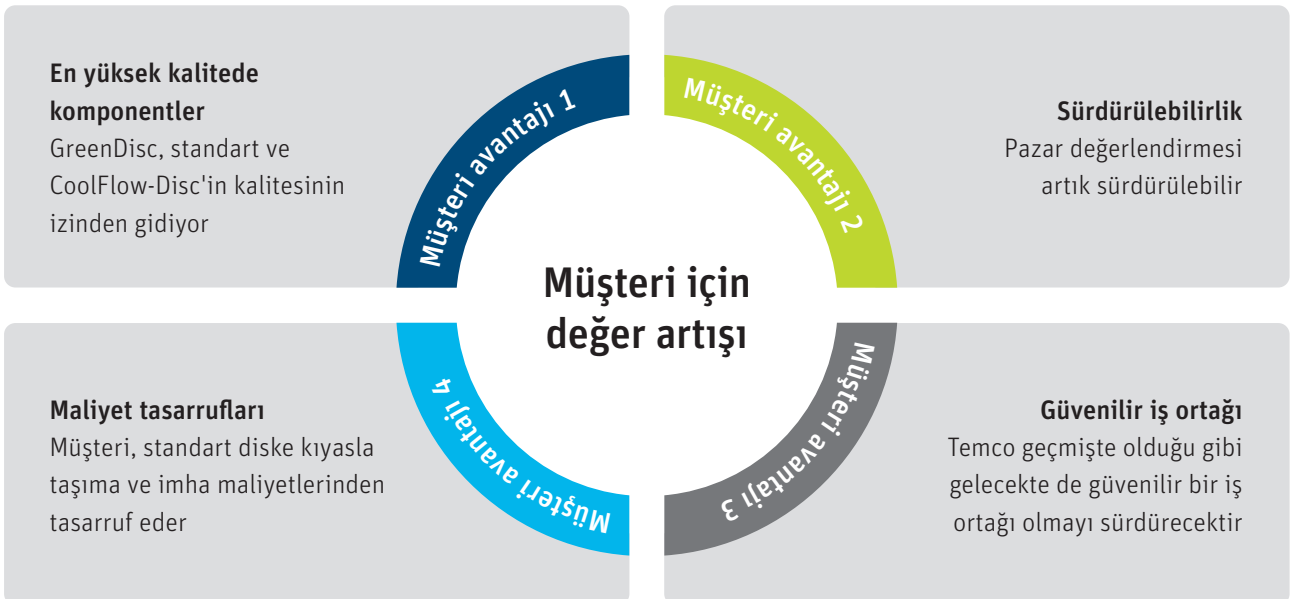 En yüksek kalitede
komponentler
GreenDisc, standart ve
CoolFlow-Disc'in kalitesinin
izinden gidiyor
Müşteri avantajı 1
Müşteri avantajı 2
Sürdürülebilirlik
Pazar değerlendirmesi
artık sürdürülebilir
Müşteri için
değer artışı
Maliyet tasarrufları
Müşteri, standart diske kıyasla
taşıma ve imha maliyetlerinden
tasarruf eder
Müşteri avantaji 4
Müşteri avantaji 3
Güvenilir iş ortağı
Temco geçmişte olduğu gibi
gelecekte de güvenilir bir iş
ortağı olmayı sürdürecektir